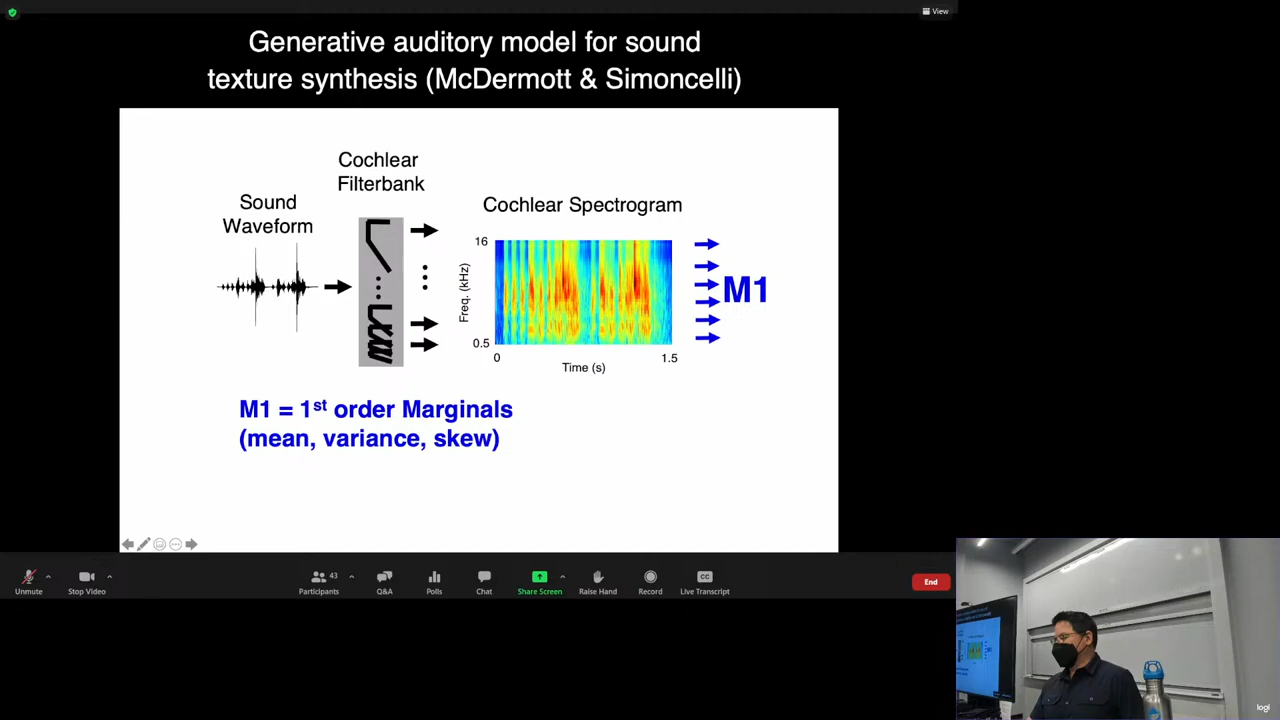 View
Generative auditory model for sound
texture synthesis (McDermott & Simoncelli)
Cochlear
Filterbank
Sound
Waveform
Cochlear Spectrogram
16
Freq. (kHz)
0.5
0
1.5
Time (s)
M1
M1 = 1st order Marginals
(mean, variance, skew)
Unmute
Stop Video
43
Participants
Q&A
Polls
Chat
Share Screen
Raise Hand
Record
CC
Live Transcript
End
logi